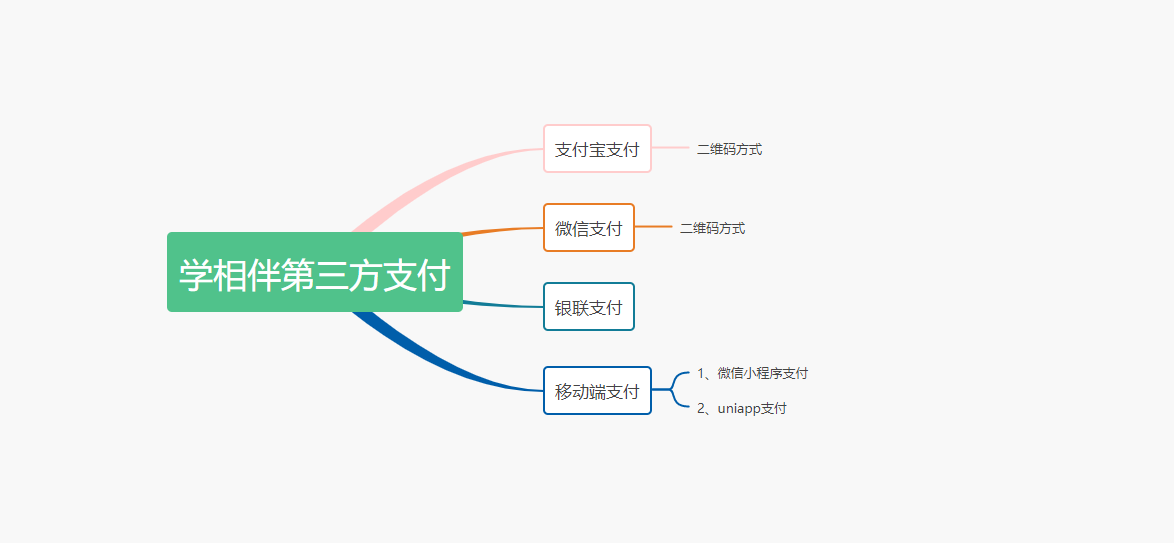 学相伴第三方支付
支付宝支付
二维码方式
微信支付
二维码方式
银联支付
移动端支付
1、微信小程序支付
2、uniapp支付